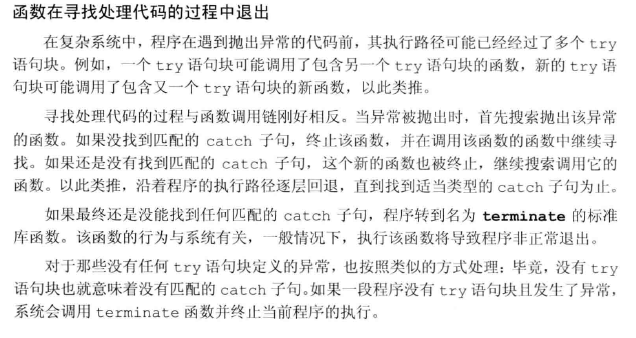 函数在寻找处理代码的过程中退出
在复杂系统中，程序在遇到抛出异常的代码前，其执行路径可能已经经过了多个 try
语句块。例如，一个 try 语句块可能调用了包含另一个 try 语句块的函数，新的 try 语
句块可能调用了包含又一个 try 语句块的新函数，以此类推。
寻找处理代码的过程与函数调用链刚好相反。当异常被抛出时，首先搜索抛出该异常
的函数。如果没找到匹配的 catch 子句，终止该函数，并在调用该函数的函数中继续寻
找。如果还是没有找到匹配的 catch 子句，这个新的函数也被终止，继续搜索调用它的
函数。以此类推，沿着程序的执行路径逐层回退，直到找到适当类型的 catch 子句为止。
如果最终还是没能找到任何匹配的 catch 子句，程序转到名为 terminate 的标准
库函数。该函数的行为与系统有关，一般情况下，执行该函数将导致程序非正常退出。
对于那些没有任何 try 语句块定义的异常，也按照类似的方式处理：毕竟，没有 try
语句块也就意味着没有匹配的 catch 子句。如果一段程序没有 try 语句块且发生了异常，
系统会调用 terminate 函数并终止当前程序的执行。